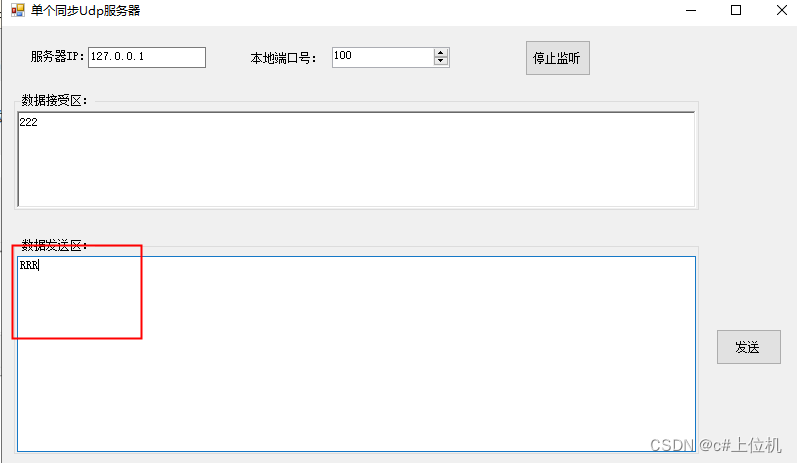 单个同步Udp服务器
服务器IP: 127.0.0.1 本地端口号: 100 停止监听
数据接受区:
222
数据发送区:
RRR
发送
CSDN @c#上位机